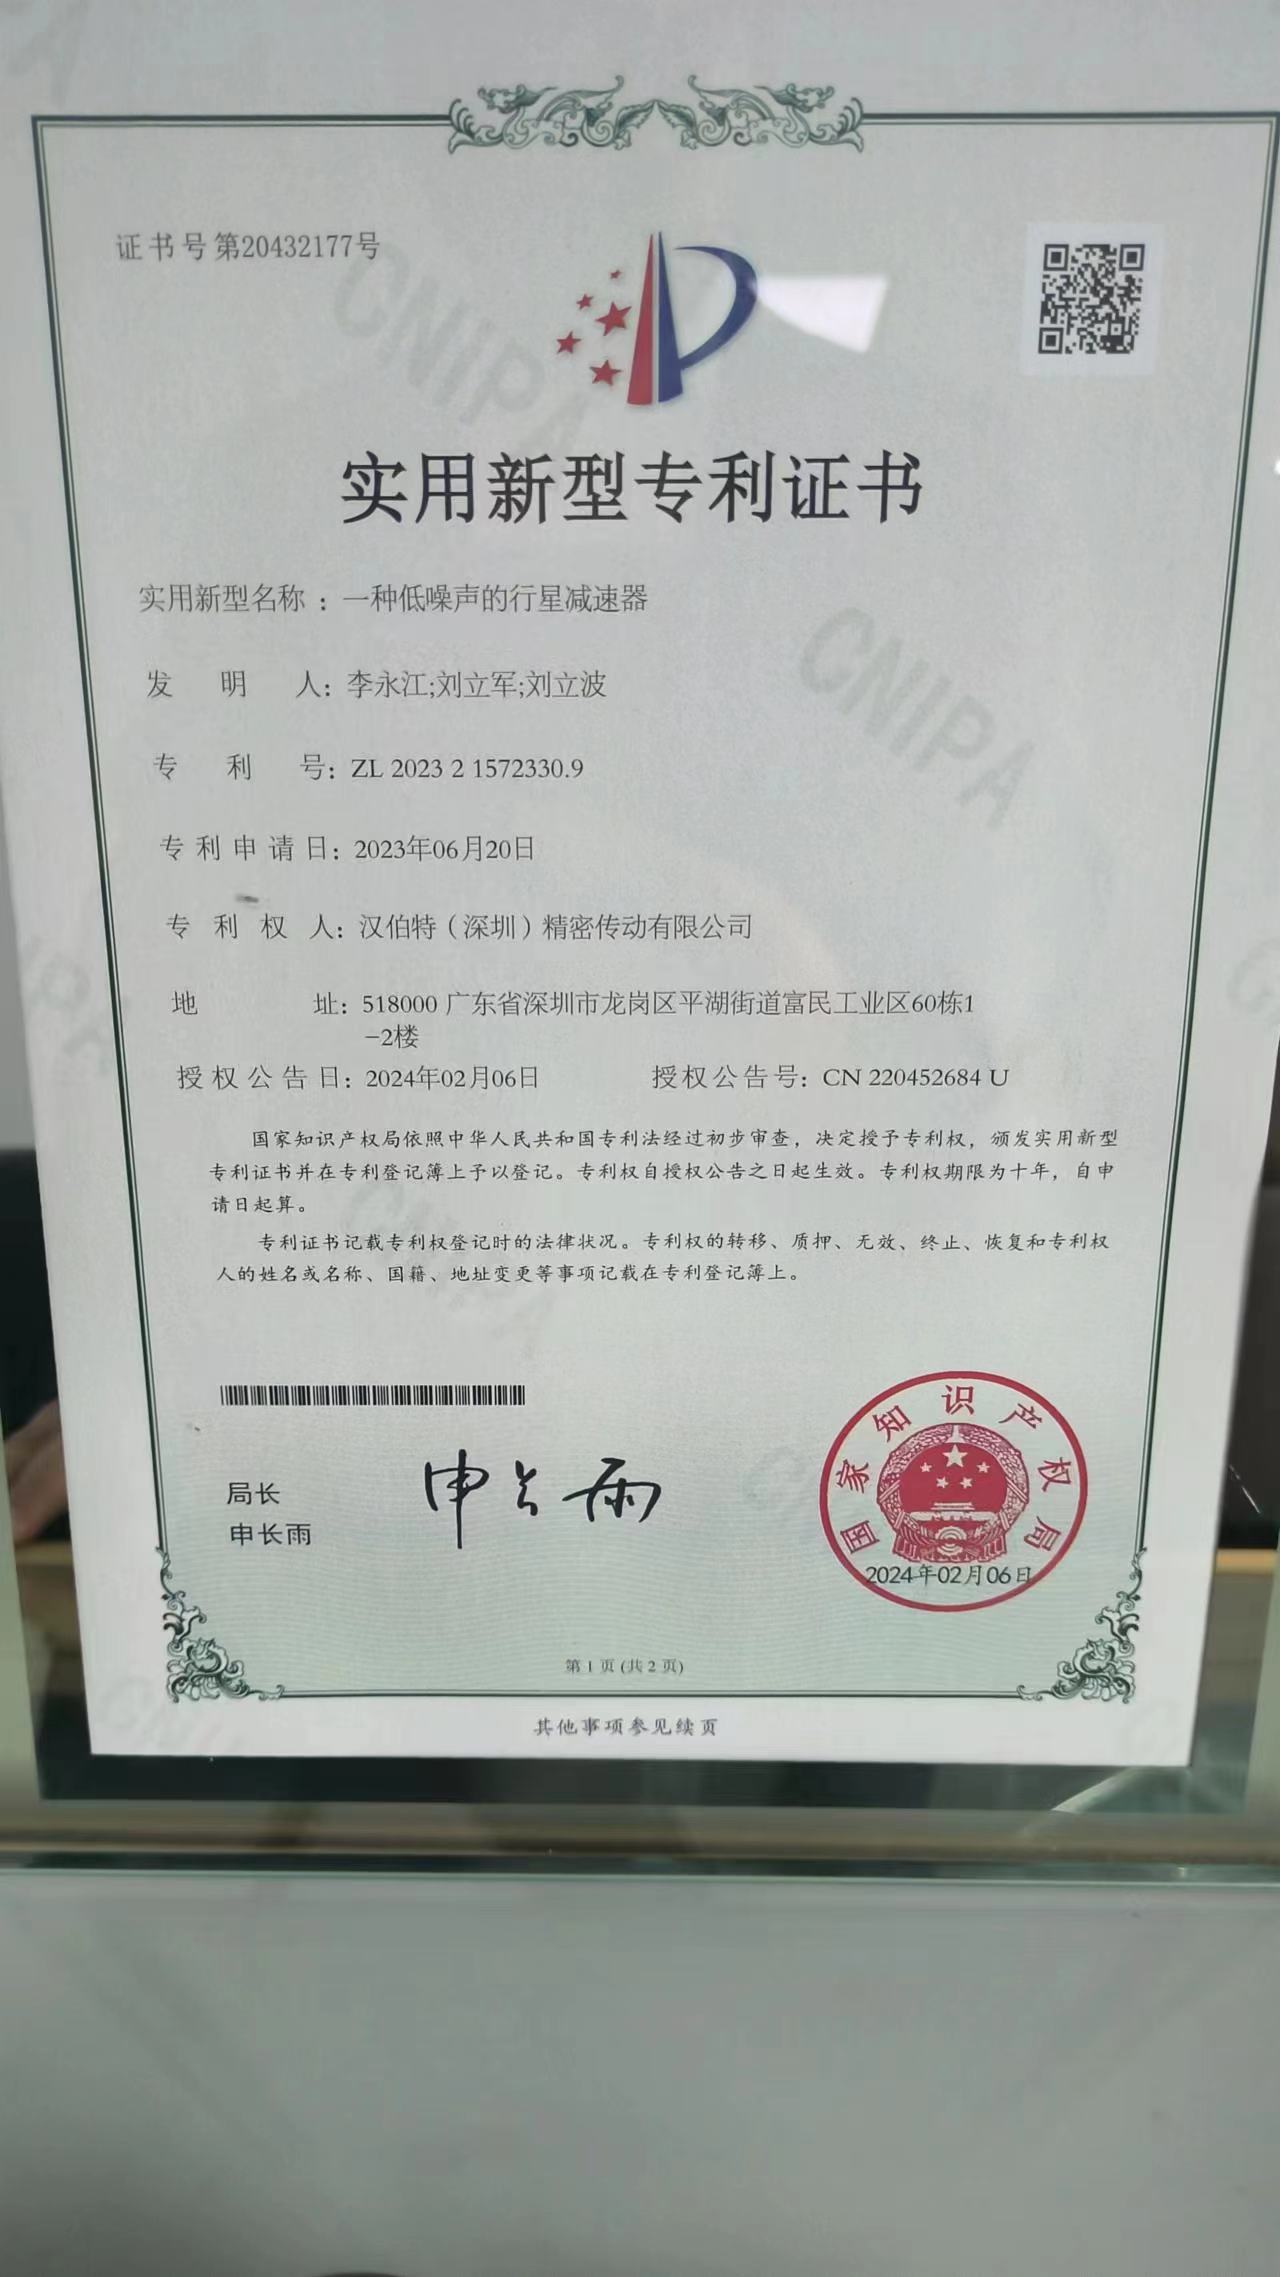 证书号第20432177号
实用新型专利证书
实用新型名称：一种低噪声的行星减速器
发明人：李永江;刘立军;刘立波
专利号：ZL 2023 2 1572330.9
专利申请日：2023年06月20日
专利权人：汉伯特（深圳）精密传动有限公司
地址：518000 广东省深圳市龙岗区平湖街道富民工业区60栋1
-2楼
授权公告日：2024年02月06日 授权公告号：CN 220452684 U
国家知识产权局依照中华人民共和国专利法经过初步审查，决定授予专利权，颁发实用新型
专利证书并在专利登记簿上予以登记。专利权自授权公告之日起生效。专利权期限为十年，自申
请日起算。
专利证书记载专利权登记时的法律状况。专利权的转移、质押、无效、终止、恢复和专利权
人的姓名或名称、国籍、地址变更等事项记载在专利登记簿上。
局长
申长雨
申长雨
国家知识产权局
2024年02月06日
第 1 页 (共 2 页)
其他事项参见续页
CNIPA
CNIPA
CNIPA